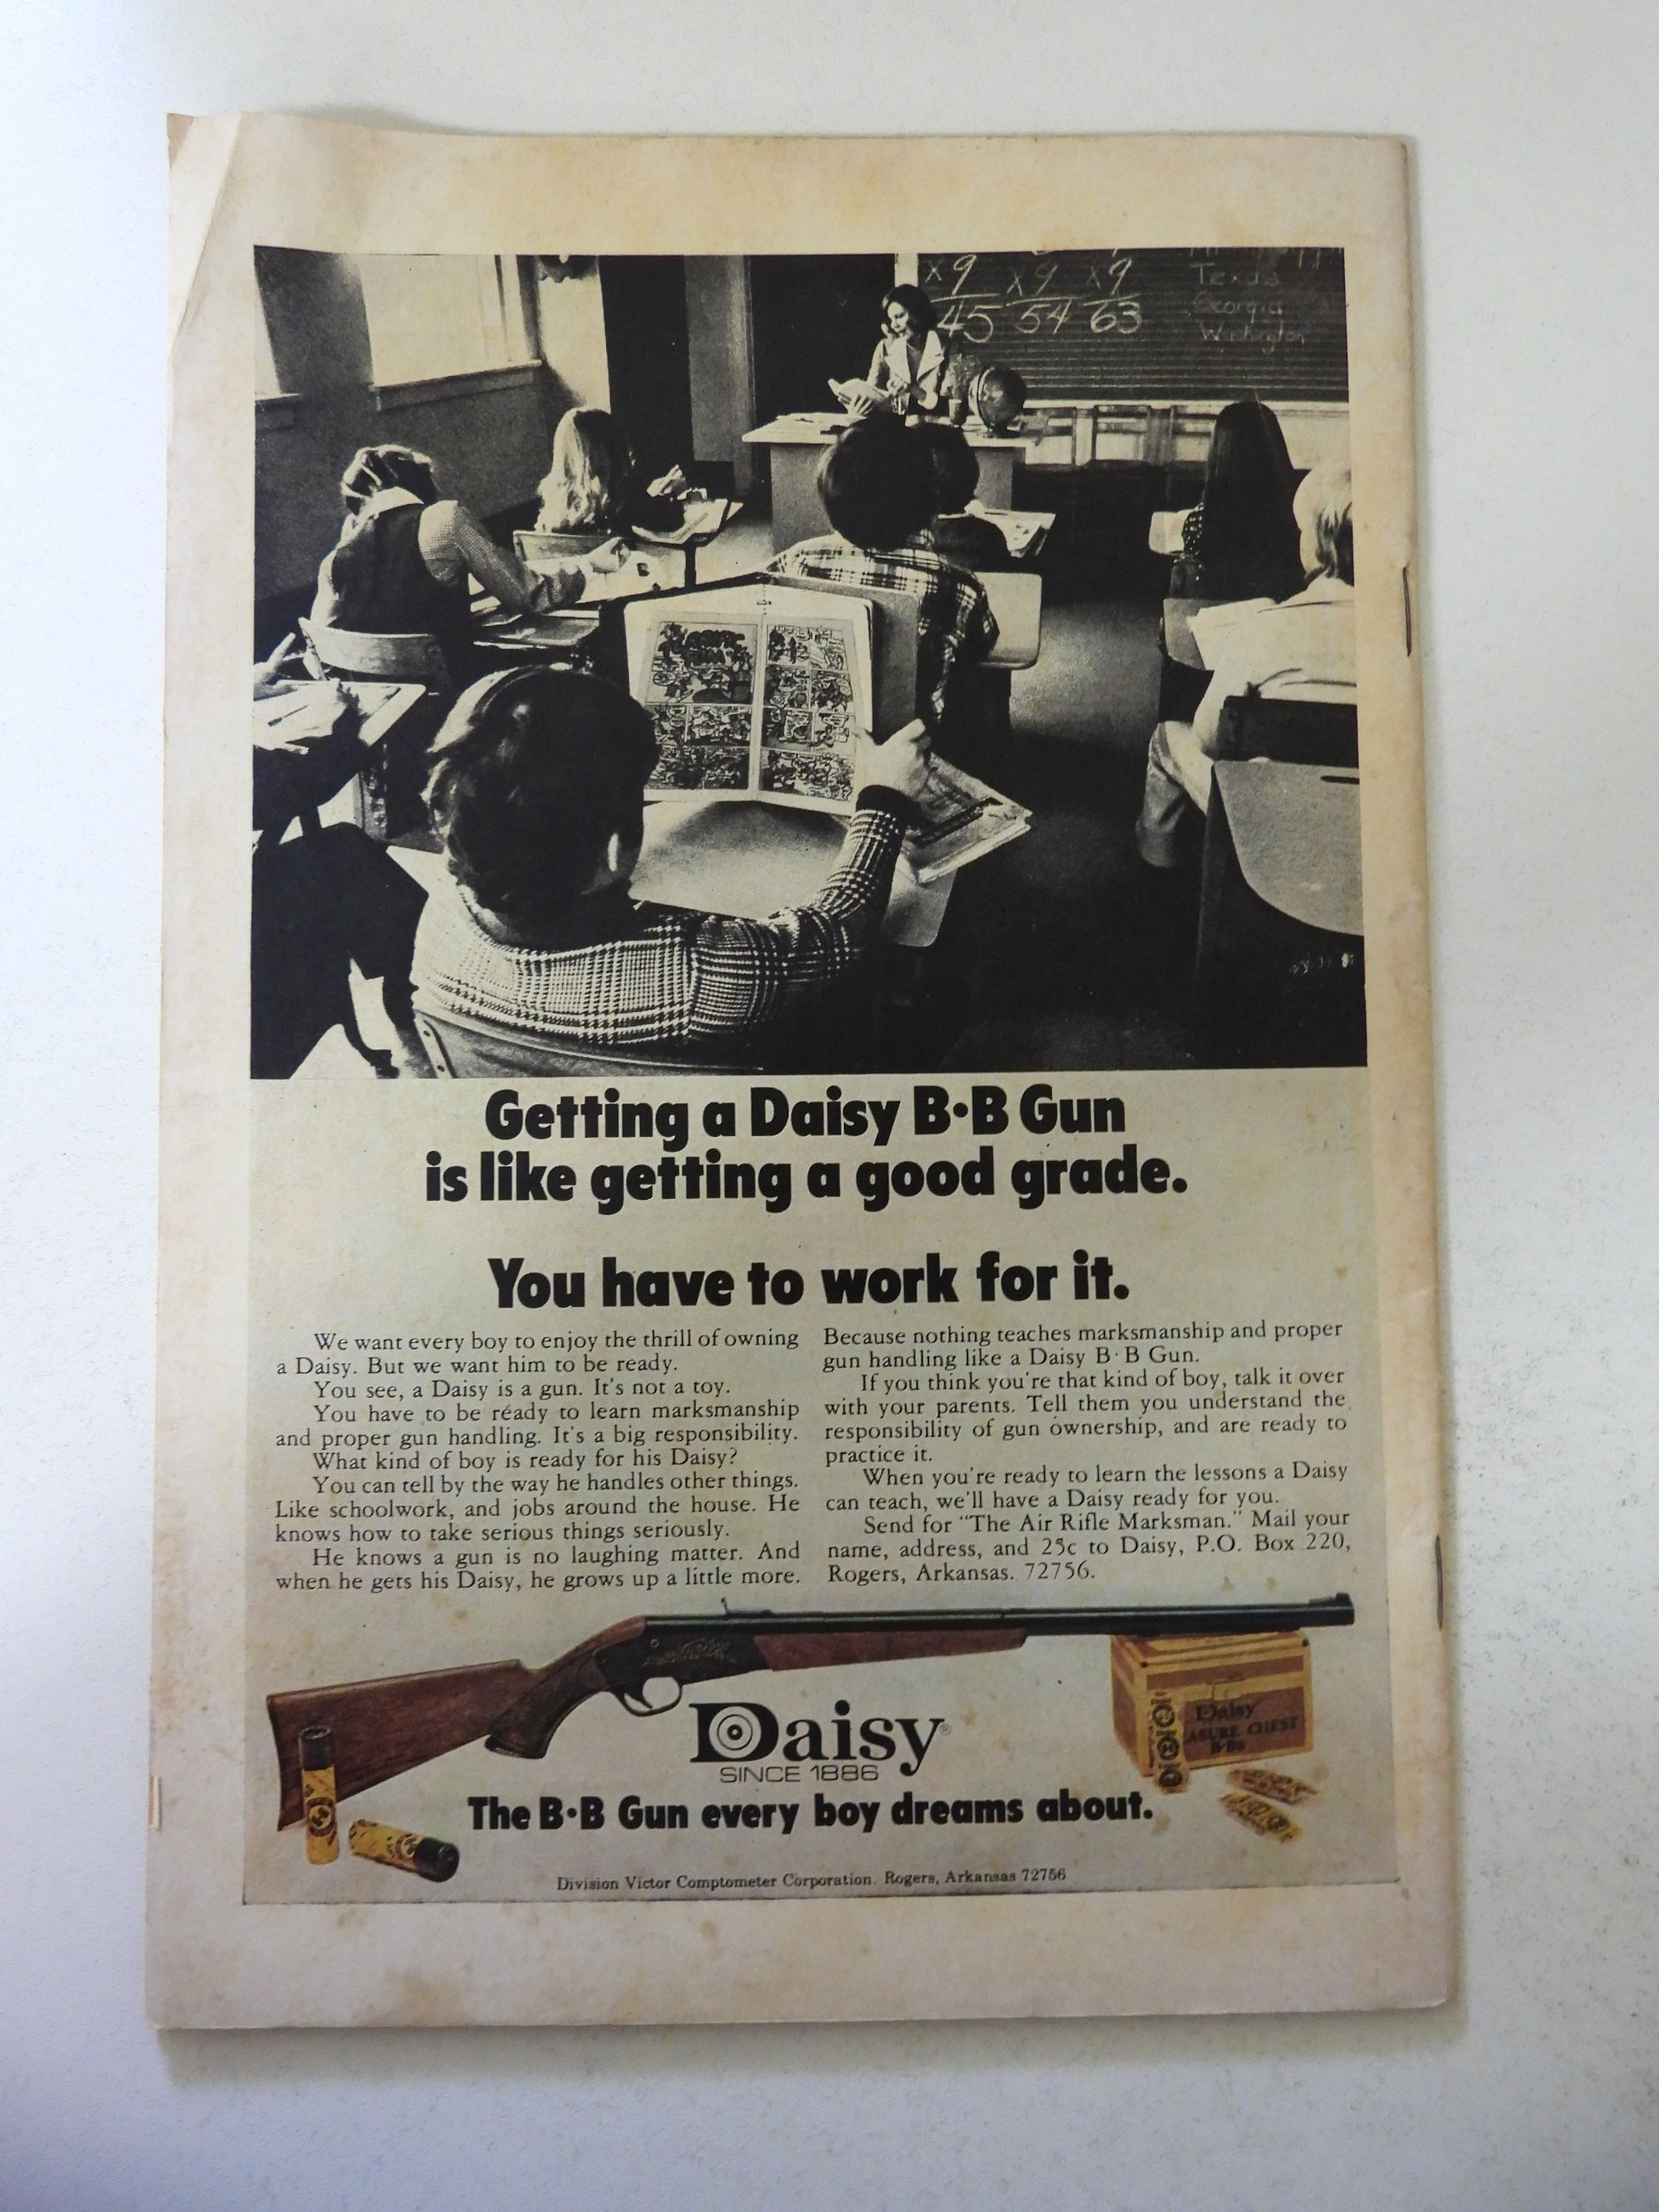 x9 x9 x9
45 54 63
Texas
Georgia
Washington
Getting a Daisy B·B Gun
is like getting a good grade.
You have to work for it.
We want every boy to enjoy the thrill of owning
a Daisy. But we want him to be ready.
You see, a Daisy is a gun. It's not a toy.
You have to be ready to learn marksmanship
and proper gun handling. It's a big responsibility.
What kind of boy is ready for his Daisy?
You can tell by the way he handles other things.
Like schoolwork, and jobs around the house. He
knows how to take serious things seriously.
He knows a gun is no laughing matter. And
when he gets his Daisy, he grows up a little more.
Because nothing teaches marksmanship and proper
gun handling like a Daisy B·B Gun.
If you think you're that kind of boy, talk it over
with your parents. Tell them you understand the
responsibility of gun ownership, and are ready to
practice it.
When you're ready to learn the lessons a Daisy
can teach, we'll have a Daisy ready for you.
Send for "The Air Rifle Marksman." Mail your
name, address, and 25c to Daisy, P.O. Box 220,
Rogers, Arkansas. 72756.
Daisy
ASURE CHEST
B·Bs
Daisy®
SINCE 1886
The B·B Gun every boy dreams about.
Division Victor Comptometer Corporation. Rogers, Arkansas 72756